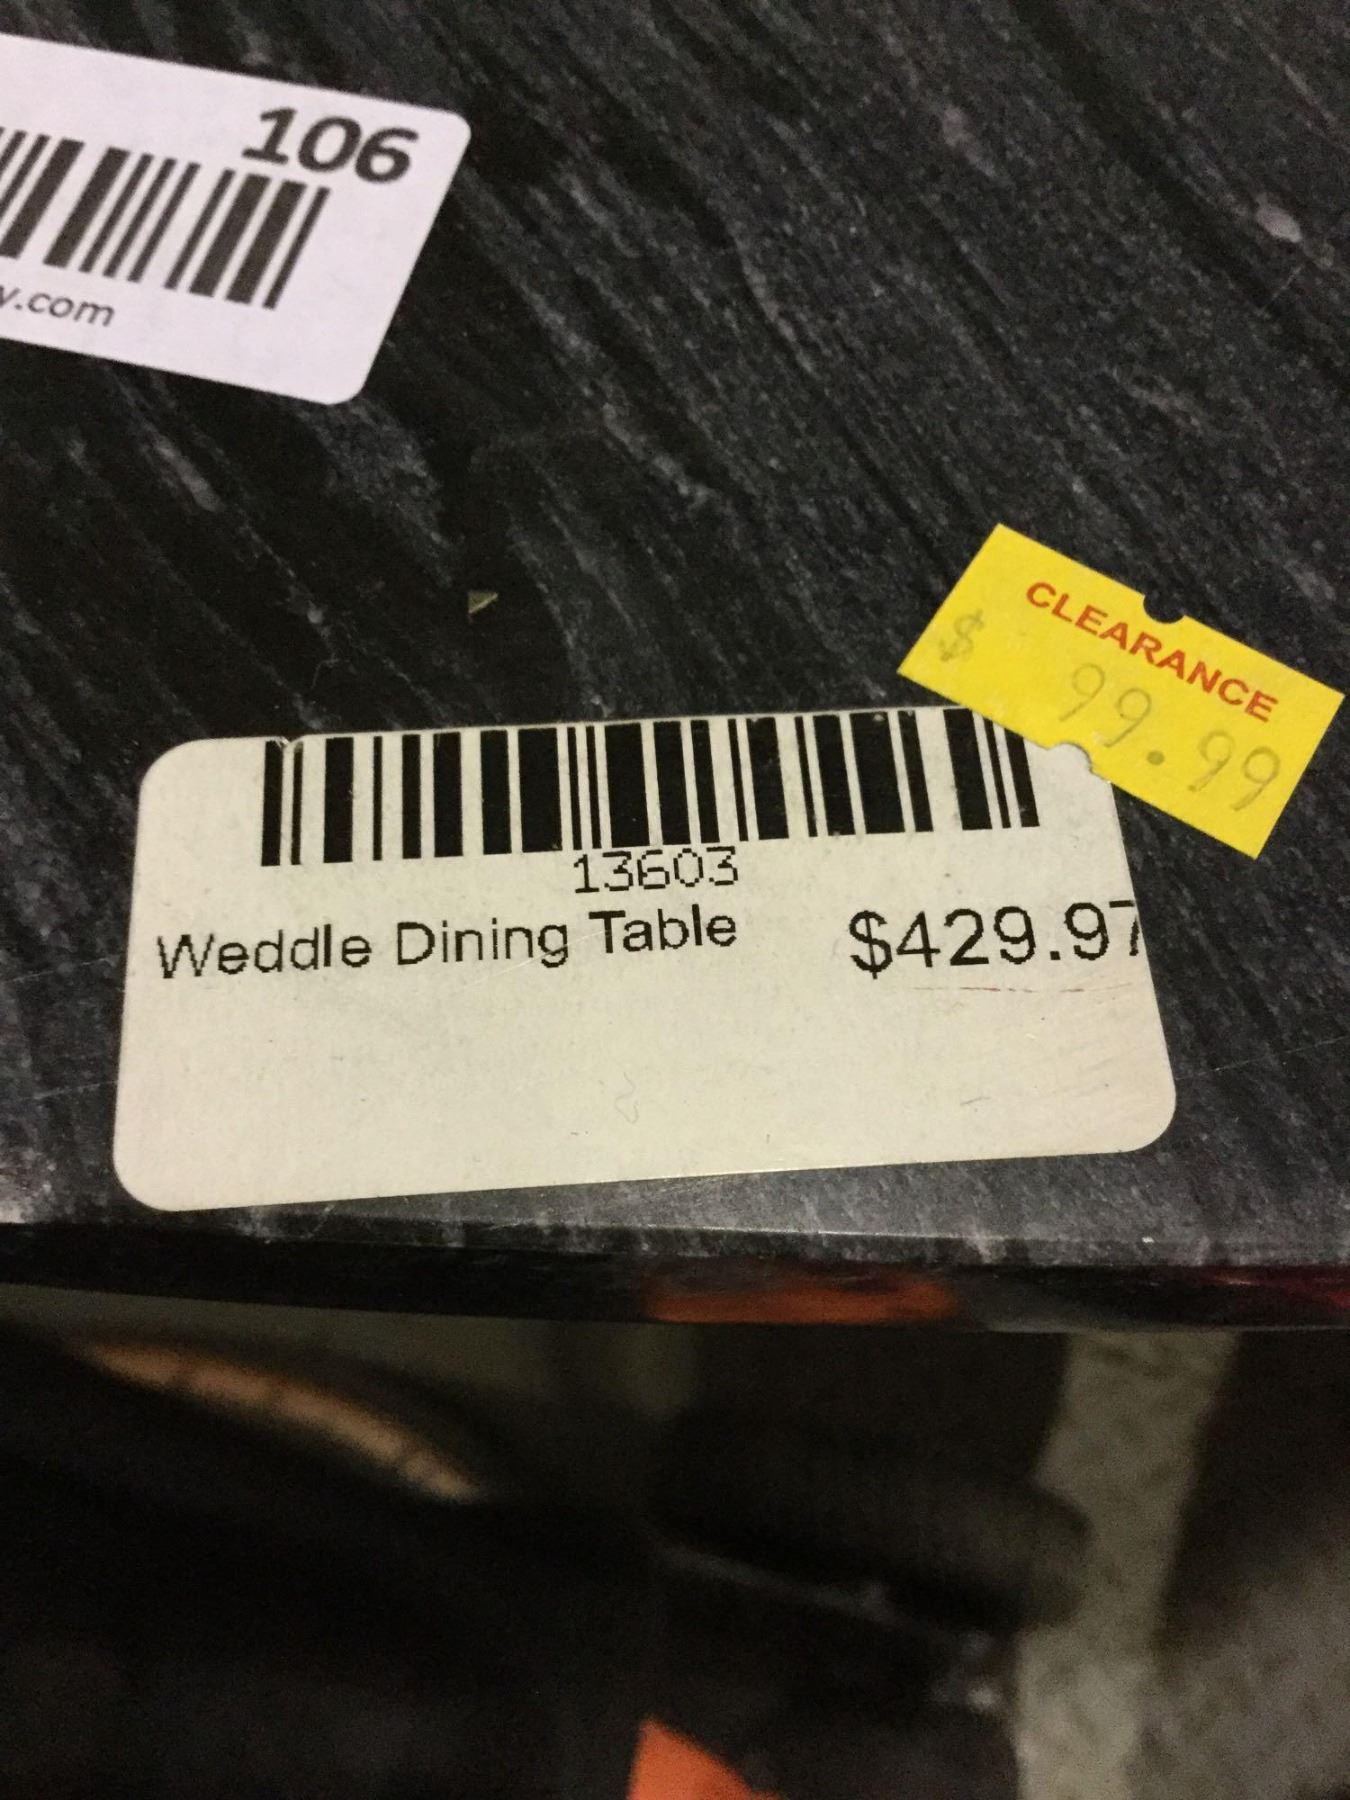 106
v.com
CLEARANCE
$ 99.99
13603
Weddle Dining Table $429.97